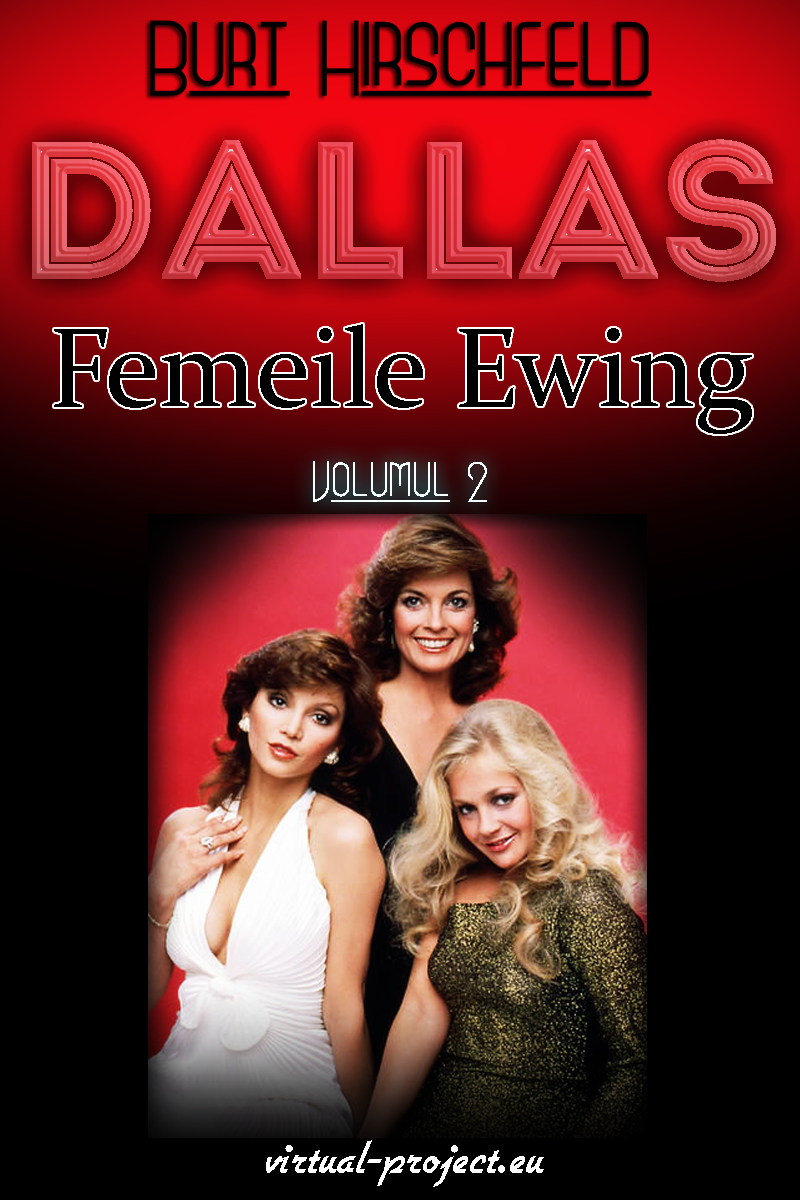 Burt Hirschfeld
DALLAS
Femeile Ewing
Volumul 2
virtual-project.eu